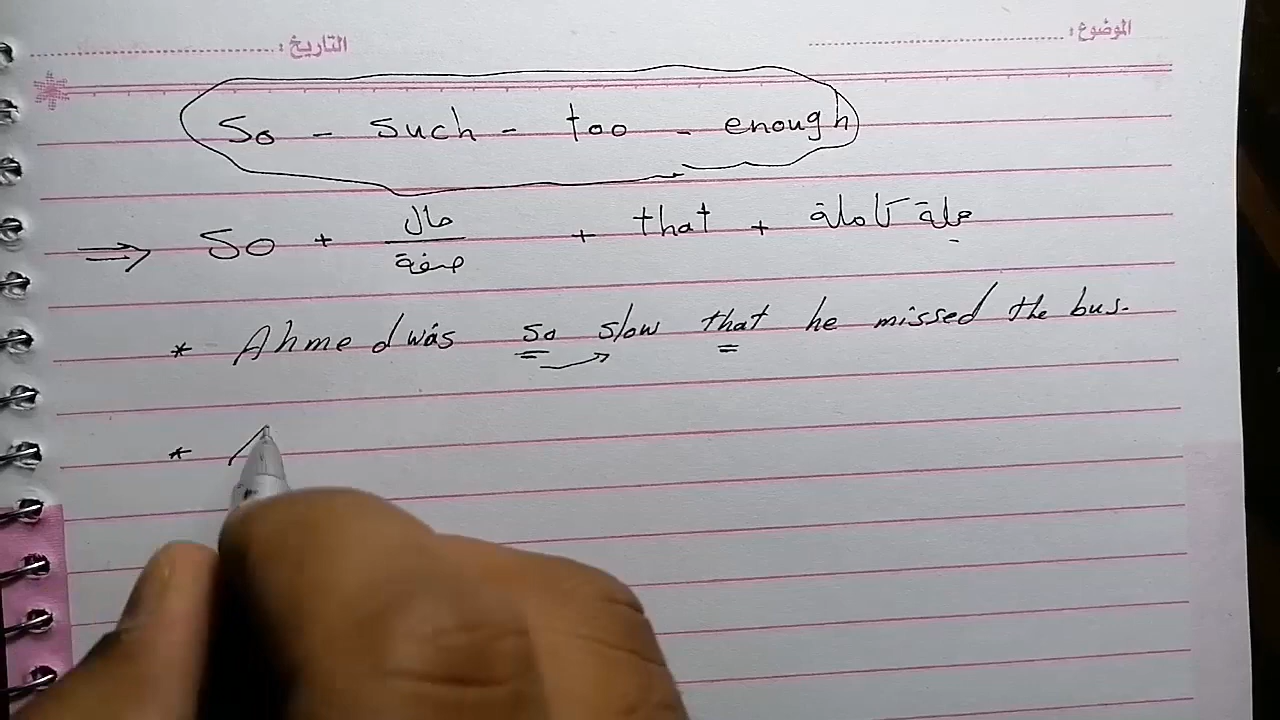 الموضوع: التاريخ:
So - such - too - enough
⇒ So + حال / صفة + that + جملة كاملة
* Ahmed was so slow that he missed the bus.
*